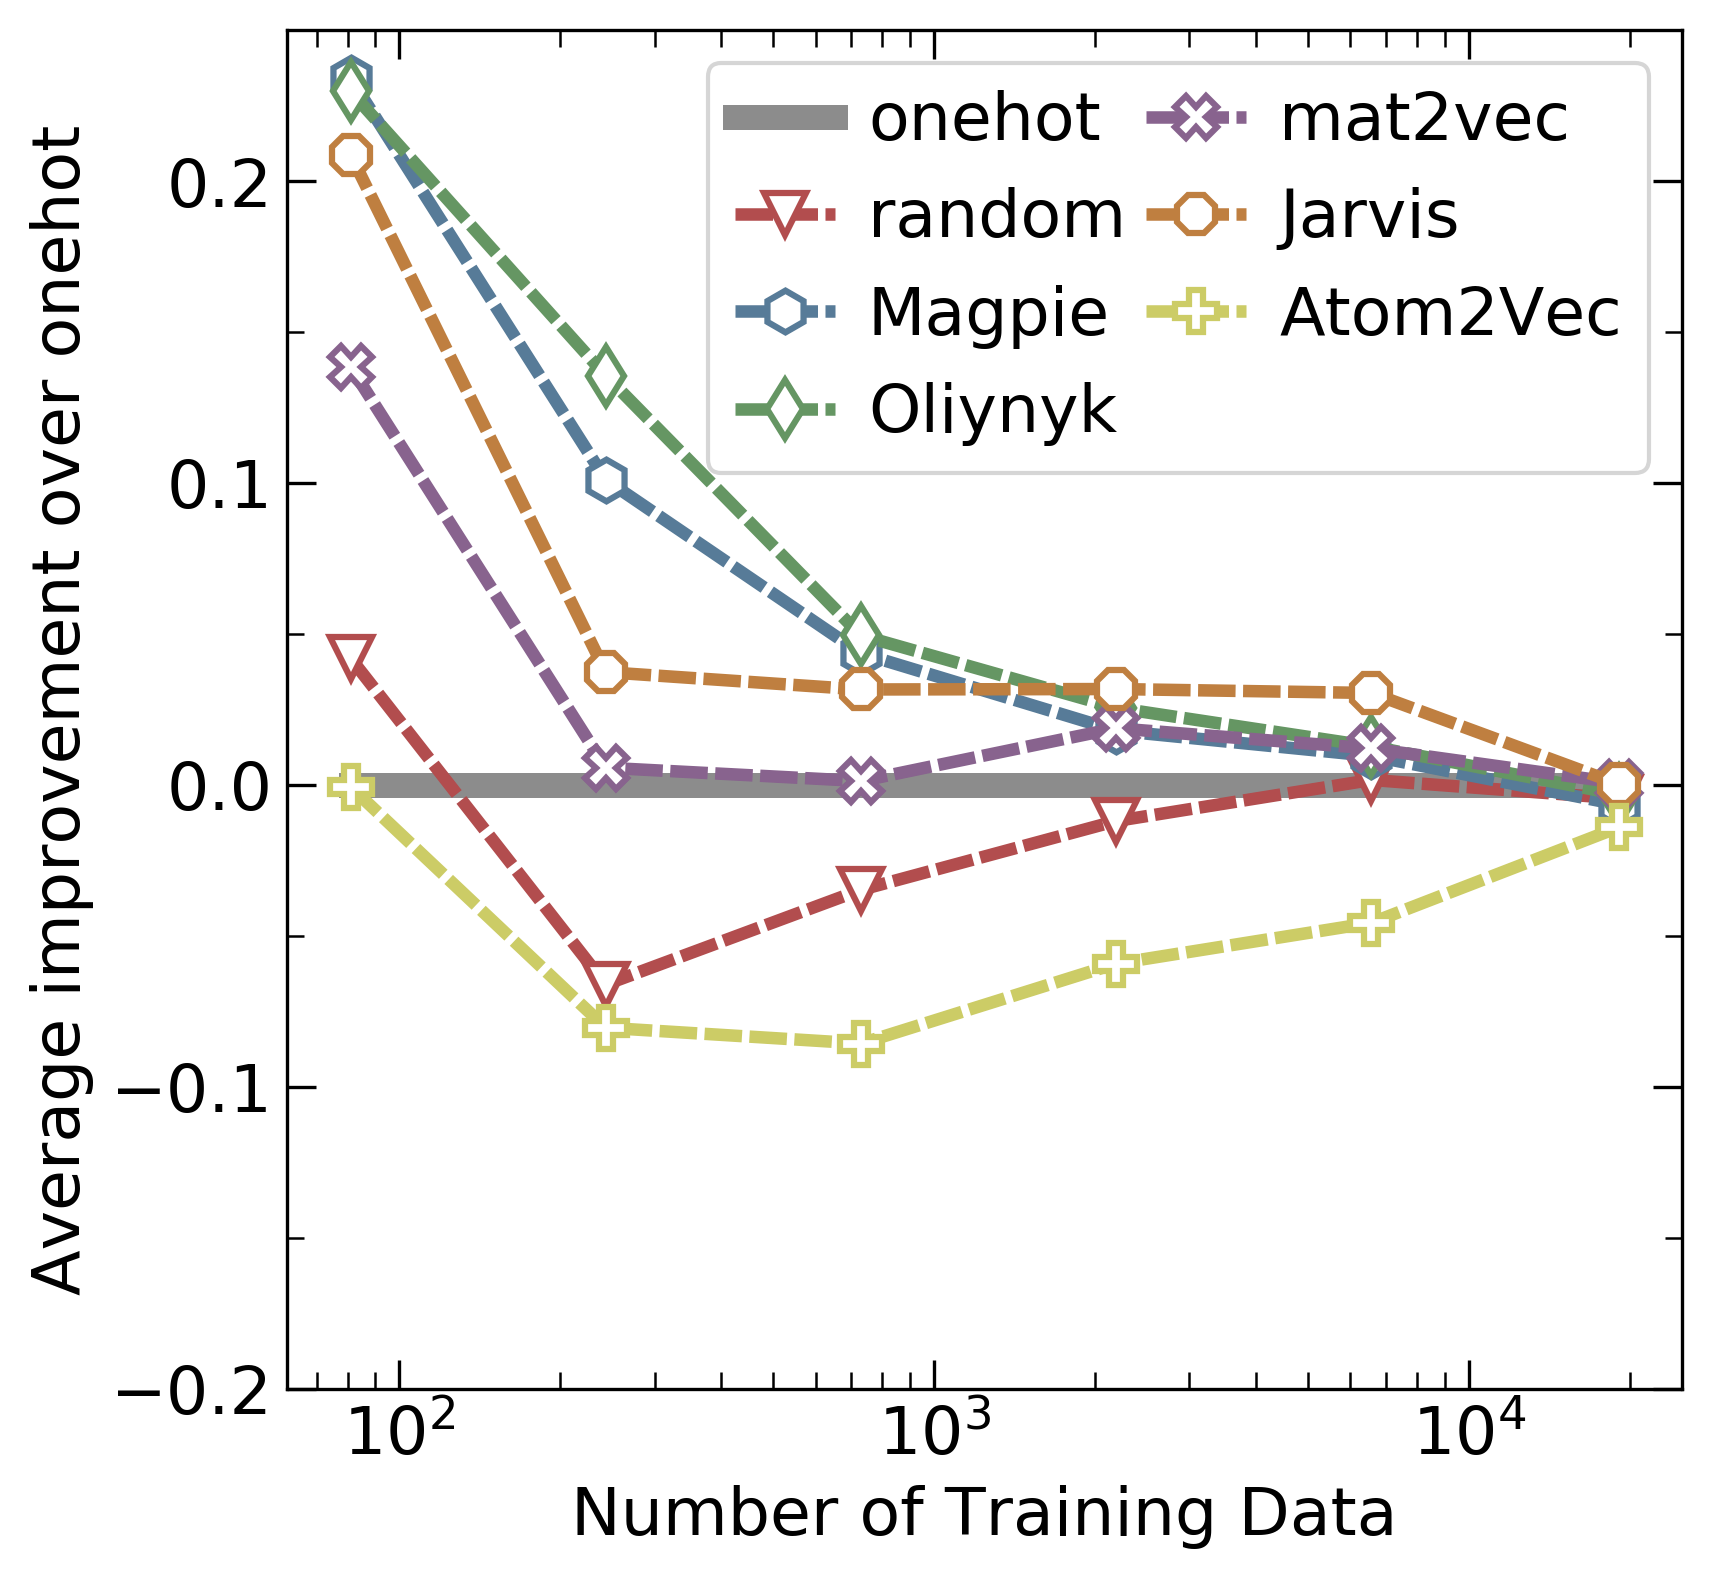 Average improvement over onehot
0.2
0.1
0.0
−0.1
−0.2
onehot
random
Magpie
Oliynyk
mat2vec
Jarvis
Atom2Vec
10²
10³
10⁴
Number of Training Data